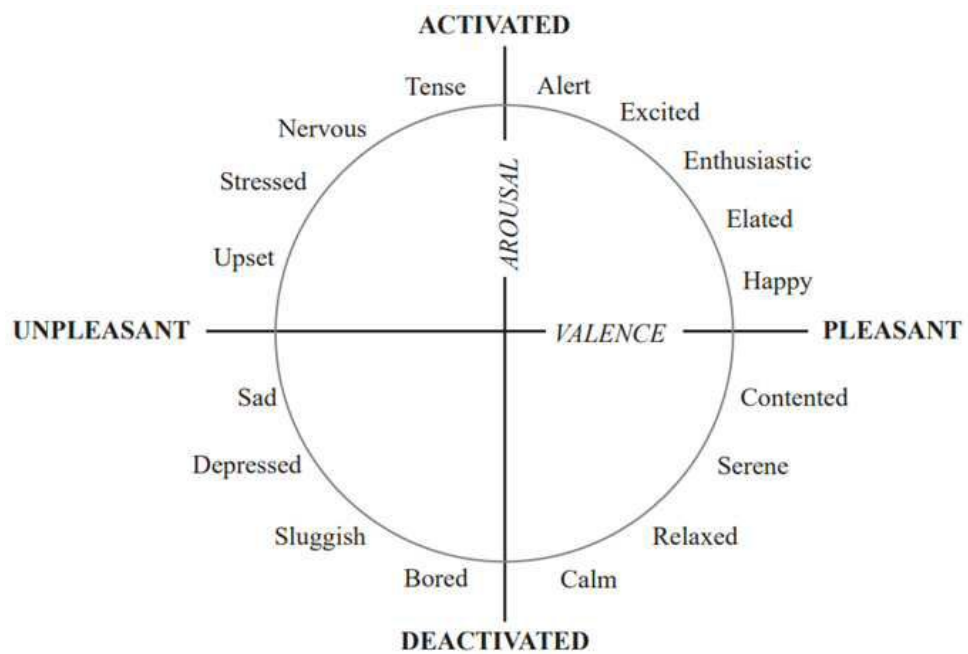 ACTIVATED
Tense
Alert
Nervous
Excited
Stressed
Enthusiastic
AROUSAL
Upset
Elated
Happy
UNPLEASANT
VALENCE
PLEASANT
Sad
Contented
Depressed
Serene
Sluggish
Relaxed
Bored
Calm
DEACTIVATED